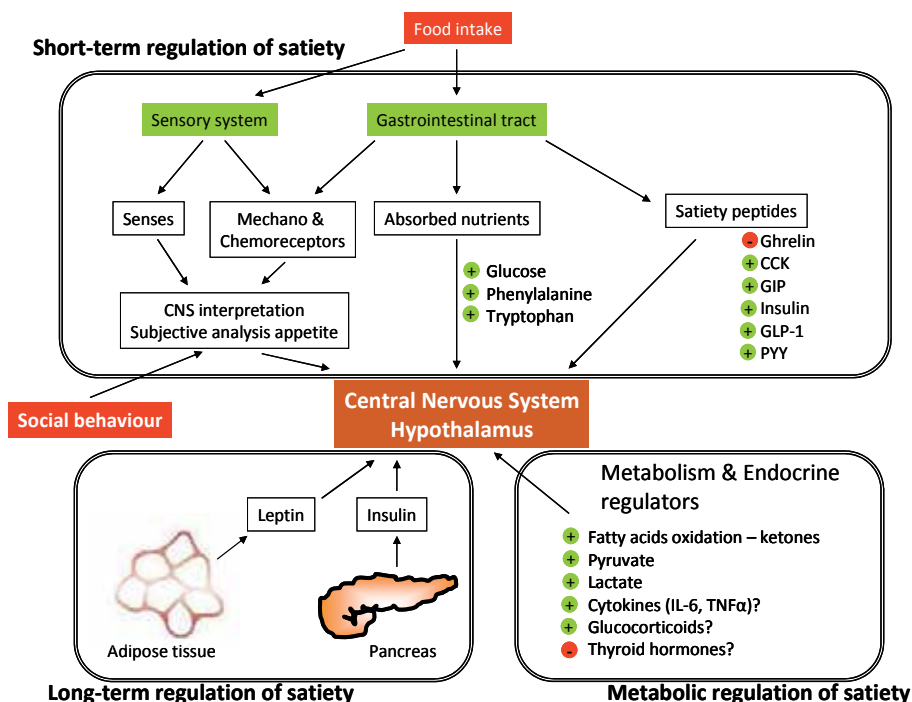 Food intake
Short-term regulation of satiety
Sensory system
Gastrointestinal tract
Senses
Mechano &
Chemoreceptors
Absorbed nutrients
Satiety peptides
- Ghrelin
+ CCK
+ GIP
+ Insulin
+ GLP-1
+ PYY
+ Glucose
+ Phenylalanine
+ Tryptophan
CNS interpretation
Subjective analysis appetite
Social behaviour
Central Nervous System
Hypothalamus
Leptin
Insulin
Adipose tissue
Pancreas
Long-term regulation of satiety
Metabolism & Endocrine
regulators
+ Fatty acids oxidation – ketones
+ Pyruvate
+ Lactate
+ Cytokines (IL-6, TNFα)?
+ Glucocorticoids?
- Thyroid hormones?
Metabolic regulation of satiety